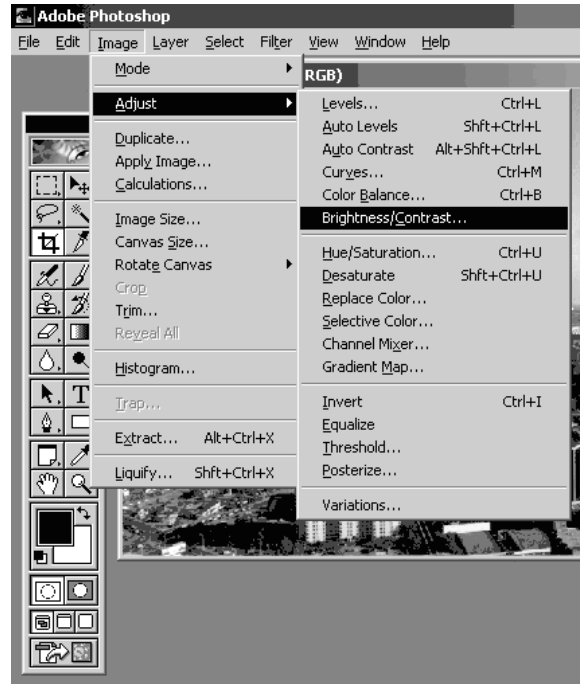 Adobe Photoshop
File Edit Image Layer Select Filter View Window Help
RGB)
Mode
Adjust
Duplicate...
Apply Image...
Calculations...
Image Size...
Canvas Size...
Rotate Canvas
Crop
Trim...
Reveal All
Histogram...
Trap...
Extract... Alt+Ctrl+X
Liquify... Shft+Ctrl+X
Levels... Ctrl+L
Auto Levels Shft+Ctrl+L
Auto Contrast Alt+Shft+Ctrl+L
Curves... Ctrl+M
Color Balance... Ctrl+B
Brightness/Contrast...
Hue/Saturation... Ctrl+U
Desaturate Shft+Ctrl+U
Replace Color...
Selective Color...
Channel Mixer...
Gradient Map...
Invert Ctrl+I
Equalize
Threshold...
Posterize...
Variations...
T